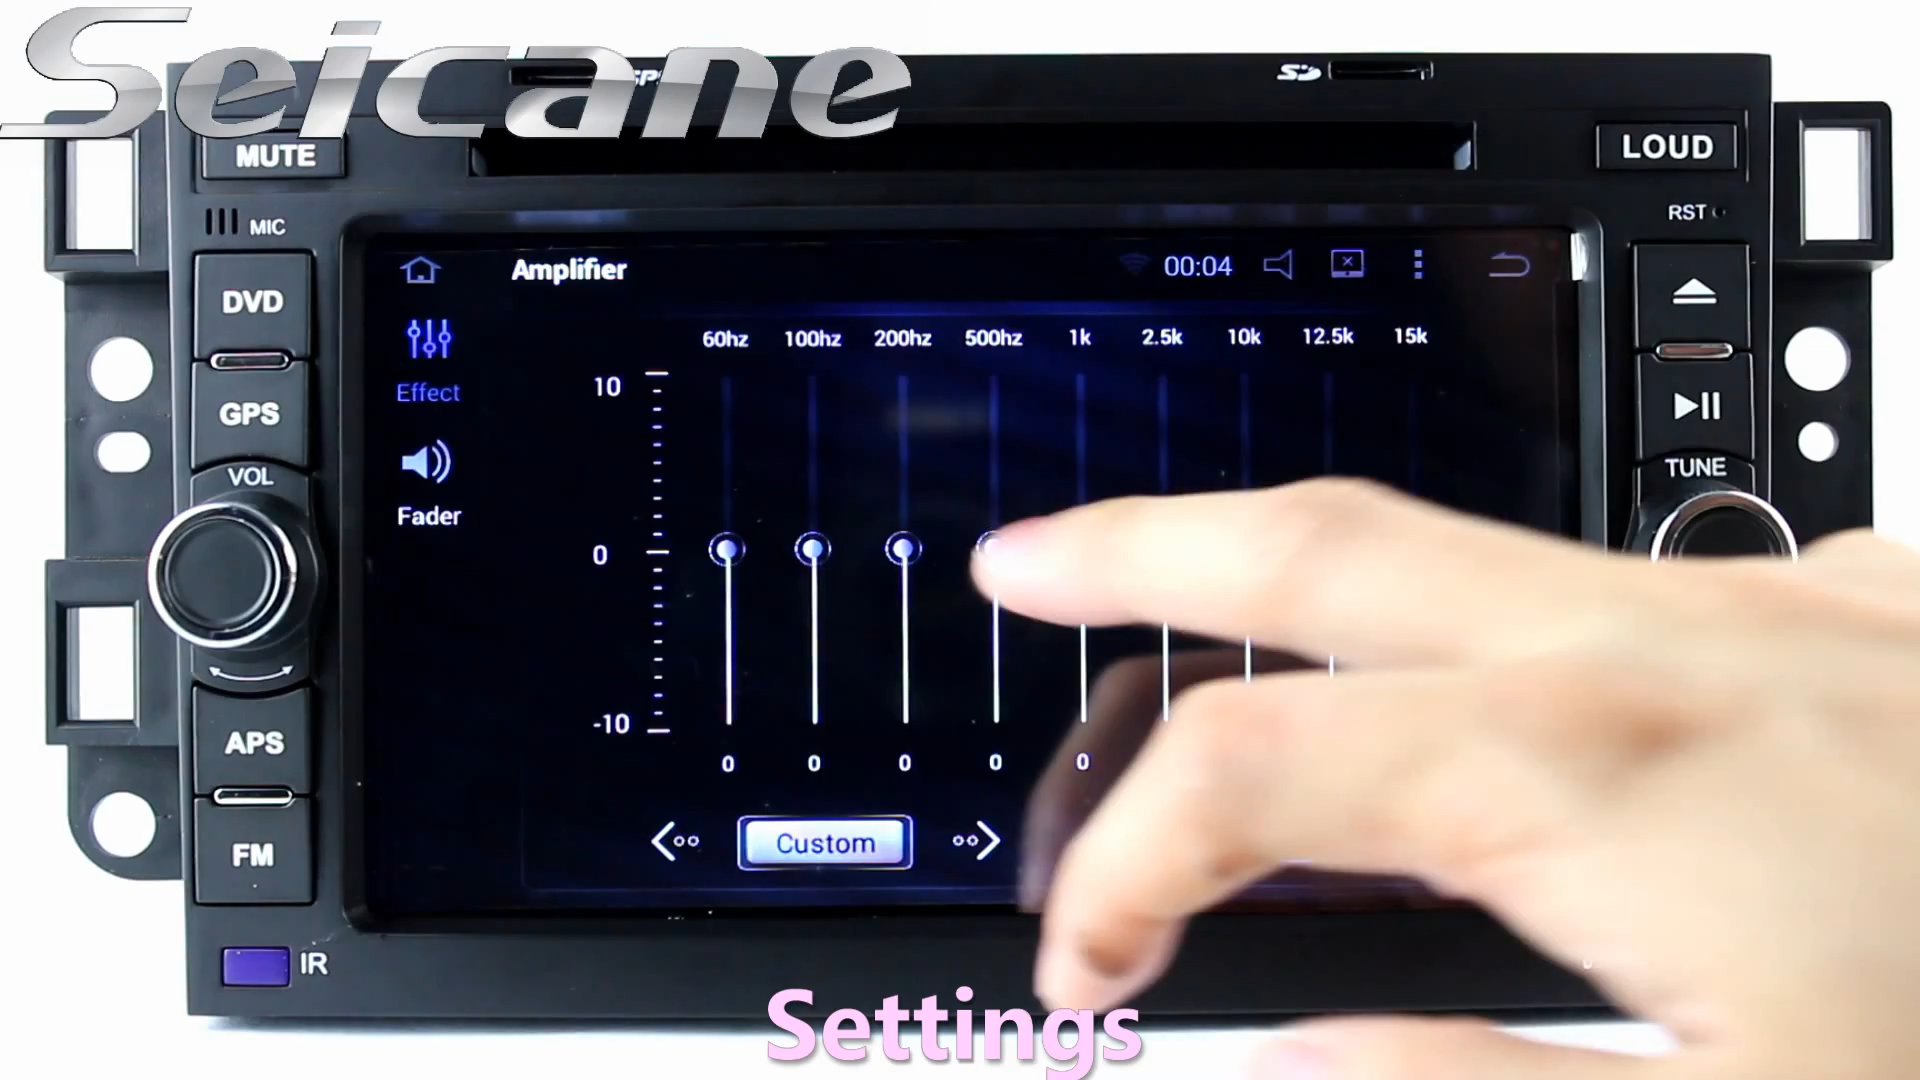 Seicane
SD
MUTE
LOUD
MIC
RST
Amplifier
00:04
DVD
60hz 100hz 200hz 500hz 1k 2.5k 10k 12.5k 15k
Effect
10
GPS
VOL
TUNE
Fader
0
-10
APS
0 0 0 0 0
Custom
FM
IR
Settings